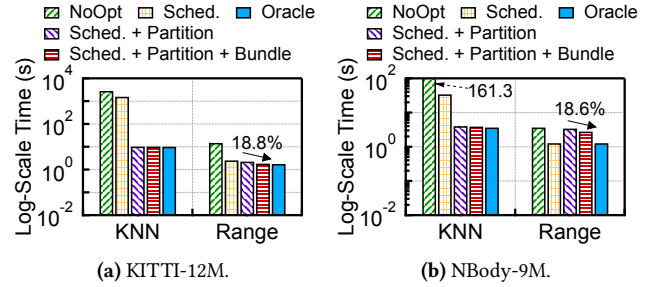 NoOpt Sched. Oracle
Sched. + Partition
Sched. + Partition + Bundle
Log-Scale Time (s)
10^4
10^2
10^0
10^-2
18.8%
KNN Range
(a) KITTI-12M.
NoOpt Sched. Oracle
Sched. + Partition
Sched. + Partition + Bundle
Log-Scale Time (s)
10^2
10^0
10^-2
161.3
18.6%
KNN Range
(b) NBody-9M.